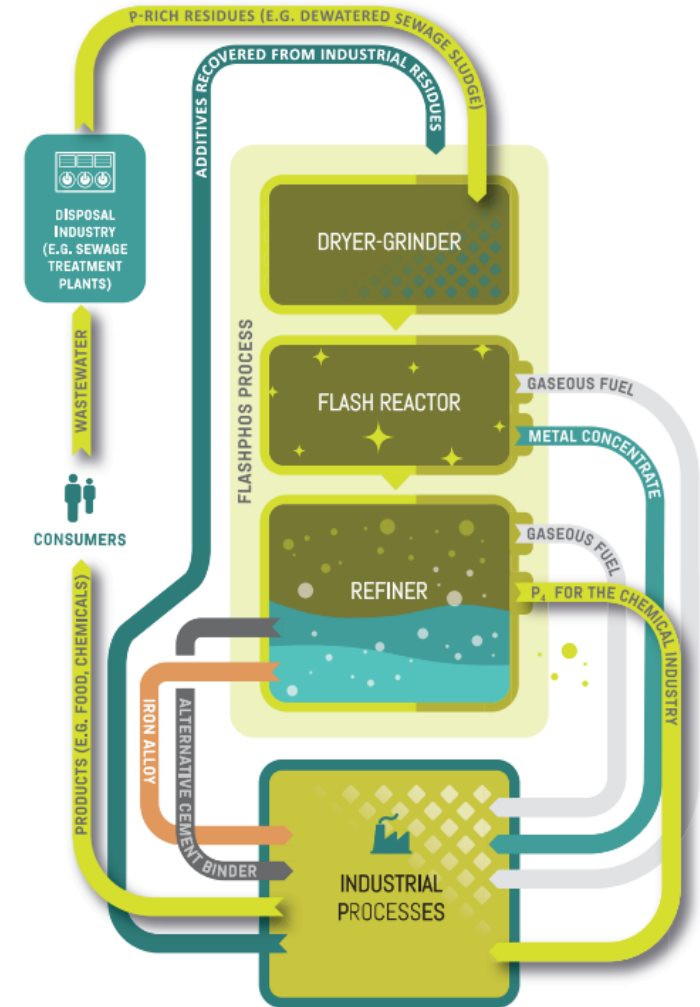 P-RICH RESIDUES (E.G. DEWATERED SEWAGE SLUDGE)
ADDITIVES RECOVERED FROM INDUSTRIAL RESIDUES
DISPOSAL
INDUSTRY
(E.G. SEWAGE
TREATMENT
PLANTS)
DRYER-GRINDER
WASTEWATER
FLASHPHOS PROCESS
FLASH REACTOR
GASEOUS FUEL
METAL CONCENTRATE
CONSUMERS
REFINER
GASEOUS FUEL
P₄ FOR THE CHEMICAL INDUSTRY
PRODUCTS (E.G. FOOD, CHEMICALS)
IRON ALLOY
ALTERNATIVE CEMENT BINDER
INDUSTRIAL
PROCESSES